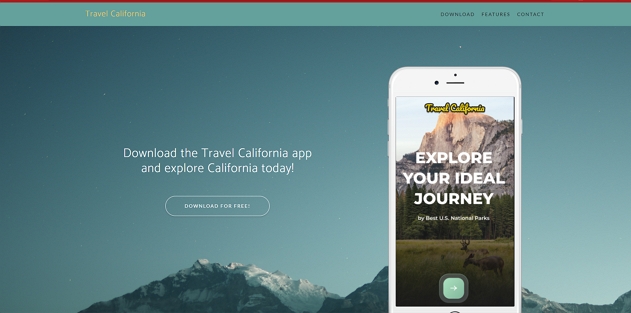 Travel California
DOWNLOAD FEATURES CONTACT
Download the Travel California app
and explore California today!
DOWNLOAD FOR FREE!
Travel California
EXPLORE
YOUR IDEAL
JOURNEY
by Best U.S. National Parks